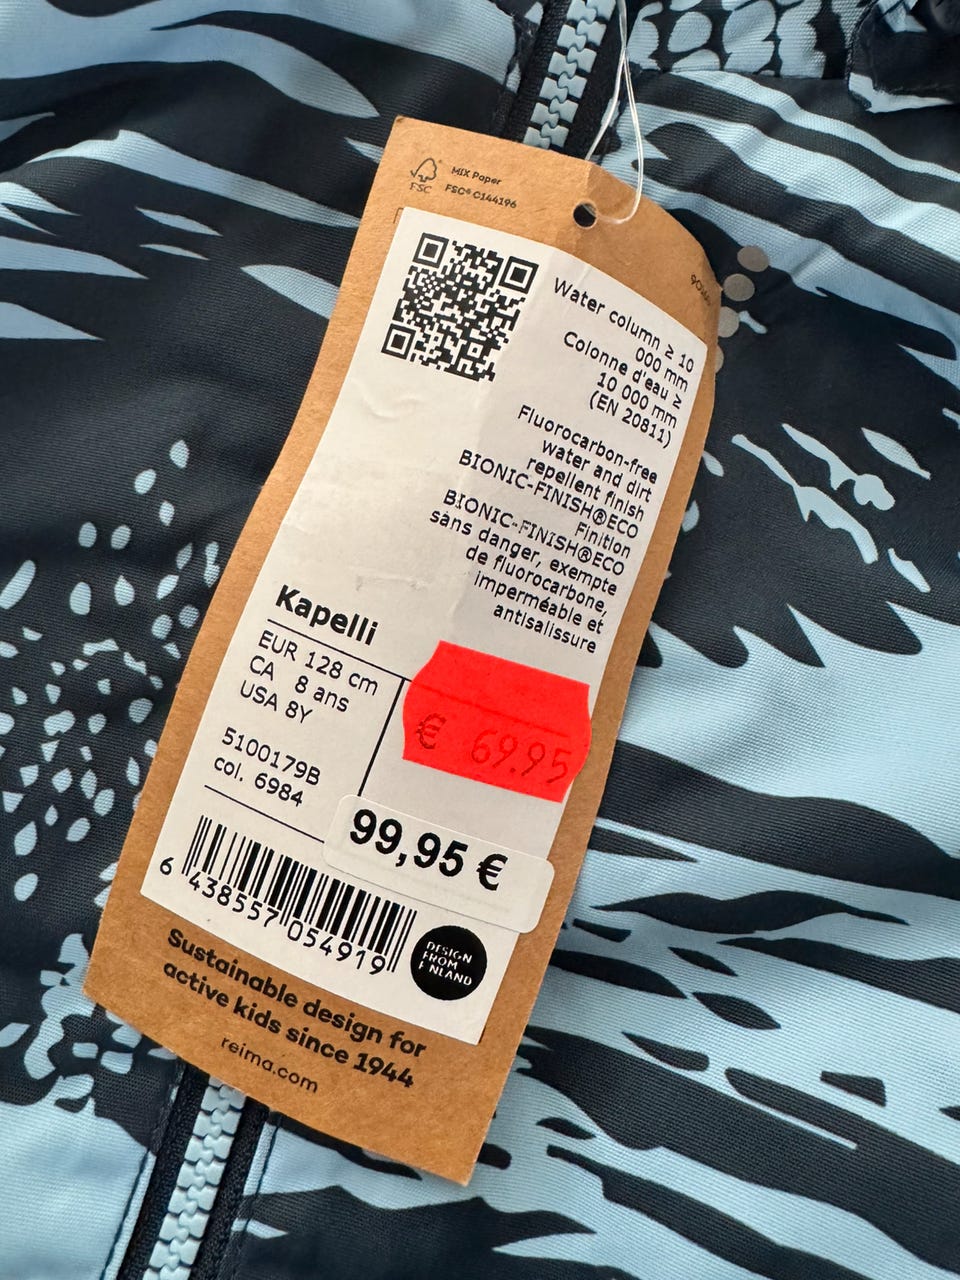 FSC
MIX Paper
FSC® C144196
Water column ≥ 10
000 mm
Colonne d'eau ≥
10 000 mm
(EN 20811)
Fluorocarbon-free
water and dirt
repellent finish
BIONIC-FINISH®ECO
Finition
BIONIC-FINISH®ECO
sans danger, exempte
de fluorocarbone,
imperméable et
antisalissure
Kapelli
EUR 128 cm
CA 8 ans
USA 8Y
5100179B
col. 6984
€ 69.95
99,95 €
6 438557 054919
DESIGN
FROM
FINLAND
Sustainable design for
active kids since 1944
reima.com